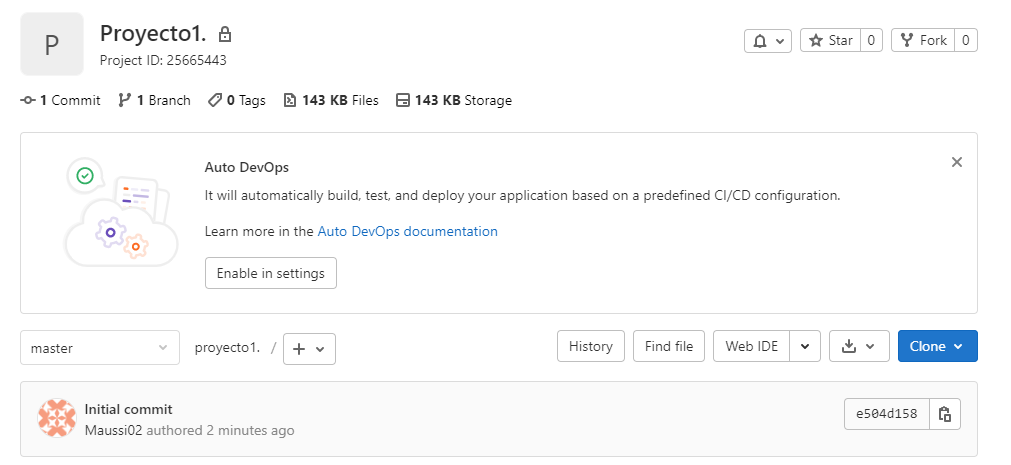 P
Proyecto1.
Project ID: 25665443
Star 0
Fork 0
1 Commit 1 Branch 0 Tags 143 KB Files 143 KB Storage
Auto DevOps
It will automatically build, test, and deploy your application based on a predefined CI/CD configuration.
Learn more in the Auto DevOps documentation
Enable in settings
master proyecto1. / + History Find file Web IDE Clone
Initial commit
Maussi02 authored 2 minutes ago
e504d158